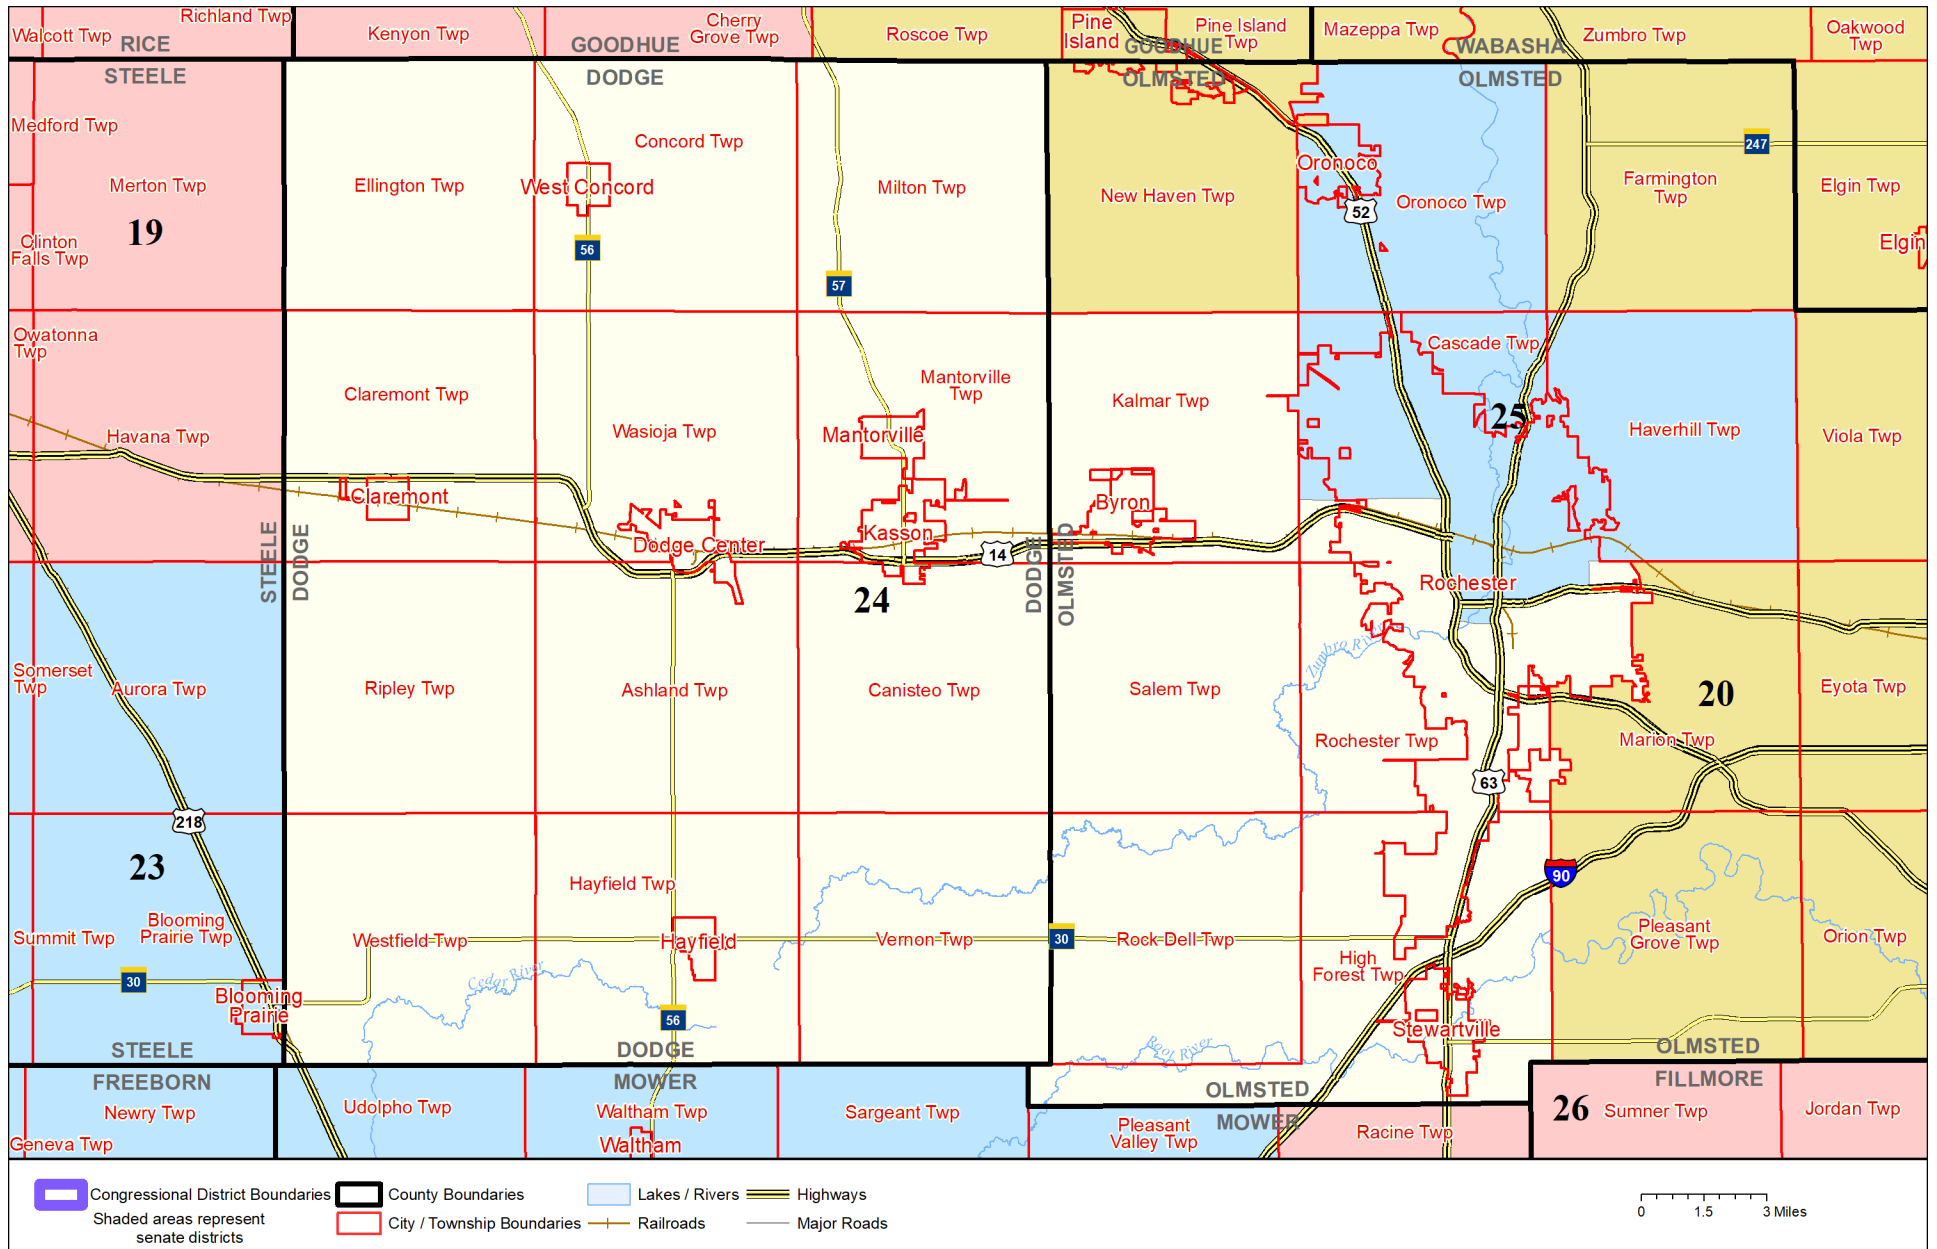 Richland Twp
Walcott Twp
RICE
Kenyon Twp
GOODHUE
Cherry
Grove Twp
Roscoe Twp
Pine
Island
GOODHUE
Pine Island
Twp
Mazeppa Twp
WABASHA
Zumbro Twp
Oakwood
Twp
STEELE
DODGE
OLMSTED
OLMSTED
Medford Twp
Merton Twp
19
Clinton
Falls Twp
Ellington Twp
West Concord
Concord Twp
56
57
Milton Twp
New Haven Twp
Oronoco
52
Oronoco Twp
247
Farmington
Twp
Elgin Twp
Elgin
Owatonna
Twp
Havana Twp
Claremont Twp
Claremont
Wasioja Twp
Dodge Center
Mantorville
Twp
Mantorville
Kasson
14
Kalmar Twp
Byron
Cascade Twp
25
Haverhill Twp
Viola Twp
STEELE
DODGE
24
DODGE
OLMSTED
Rochester
Somerset
Twp
Aurora Twp
Ripley Twp
Ashland Twp
Canisteo Twp
Salem Twp
Zumbro River
Rochester Twp
63
20
Marion Twp
Eyota Twp
218
23
Summit Twp
Blooming
Prairie Twp
30
Blooming
Prairie
Westfield Twp
Hayfield Twp
Hayfield
Cedar River
56
Vernon Twp
30
Rock Dell Twp
High
Forest Twp
90
Pleasant
Grove Twp
Orion Twp
Stewartville
Root River
STEELE
DODGE
OLMSTED
FREEBORN
MOWER
OLMSTED
FILLMORE
Newry Twp
Geneva Twp
Udolpho Twp
Waltham Twp
Waltham
Sargeant Twp
Pleasant
Valley Twp
MOWER
Racine Twp
26
Sumner Twp
Jordan Twp
Congressional District Boundaries
County Boundaries
Lakes / Rivers
Highways
Shaded areas represent
senate districts
City / Township Boundaries
Railroads
Major Roads
0 1.5 3 Miles